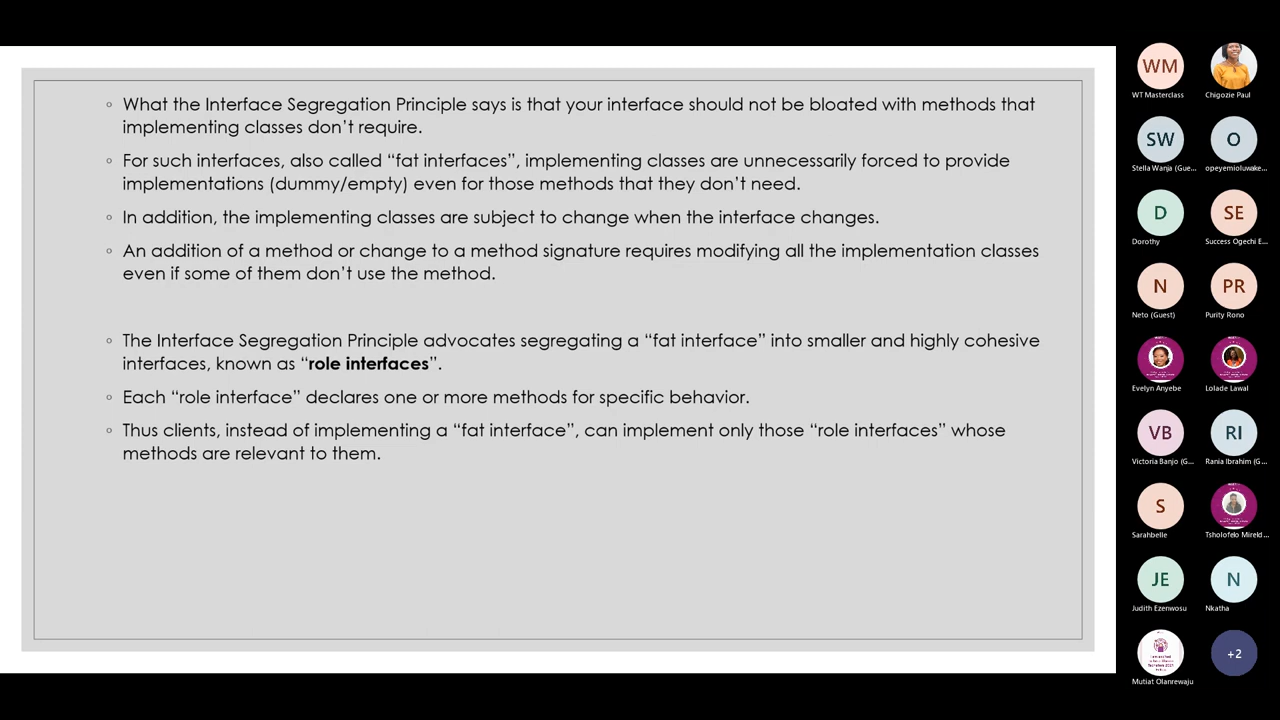 What the Interface Segregation Principle says is that your interface should not be bloated with methods that
implementing classes don’t require.
For such interfaces, also called “fat interfaces”, implementing classes are unnecessarily forced to provide
implementations (dummy/empty) even for those methods that they don’t need.
In addition, the implementing classes are subject to change when the interface changes.
An addition of a method or change to a method signature requires modifying all the implementation classes
even if some of them don’t use the method.
The Interface Segregation Principle advocates segregating a “fat interface” into smaller and highly cohesive
interfaces, known as “role interfaces”.
Each “role interface” declares one or more methods for specific behavior.
Thus clients, instead of implementing a “fat interface”, can implement only those “role interfaces” whose
methods are relevant to them.
WM
WT Masterclass
Chigozie Paul
SW
Stella Wanja (Gue...
O
opeyemioluwake...
D
Dorothy
SE
Success Ogechi E...
N
Neto (Guest)
PR
Purity Rono
Evelyn Anyebe
Lolade Lawal
VB
Victoria Banjo (G...
RI
Rania Ibrahim (G...
S
Sarahbelle
Tsholofelo Mireld...
JE
Judith Ezenwosu
N
Nkatha
Mutiat Olanrewaju
+2